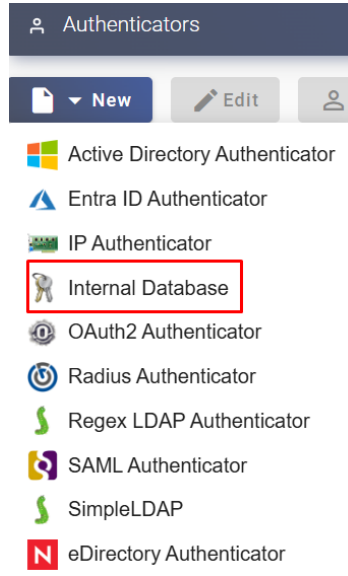 Authenticators
New
Edit
Active Directory Authenticator
Entra ID Authenticator
IP Authenticator
Internal Database
OAuth2 Authenticator
Radius Authenticator
Regex LDAP Authenticator
SAML Authenticator
SimpleLDAP
N eDirectory Authenticator